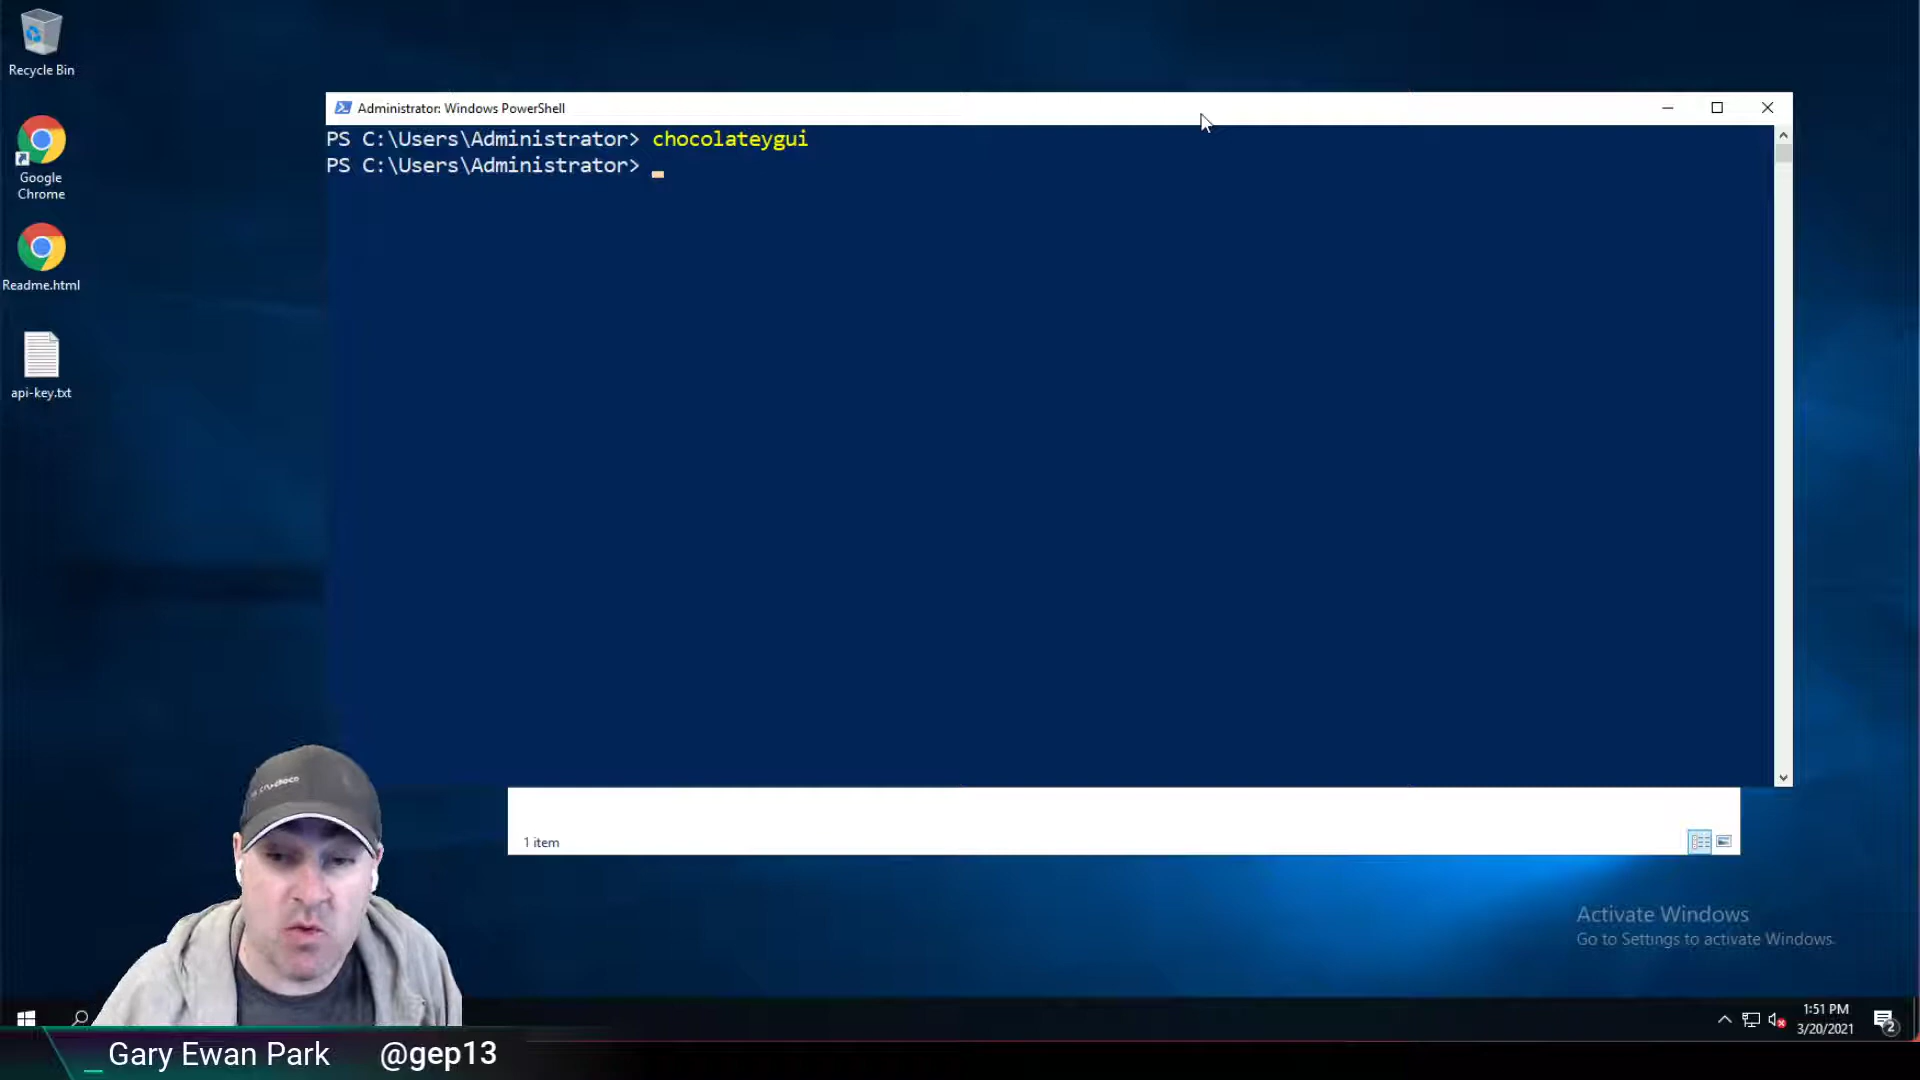 Recycle Bin
Google
Chrome
Readme.html
api-key.txt
Administrator: Windows PowerShell
PS C:\Users\Administrator> chocolateygui
PS C:\Users\Administrator>
1 item
Activate Windows
Go to Settings to activate Windows.
1:51 PM
3/20/2021
2
_ Gary Ewan Park @gep13